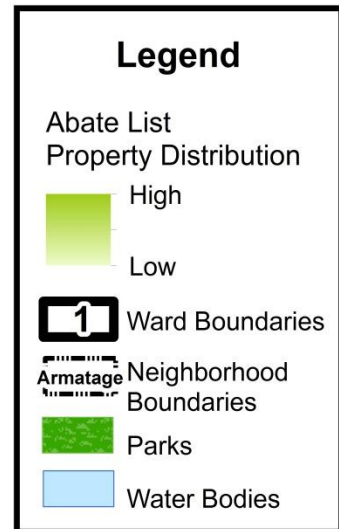 Legend
Abate List
Property Distribution
High
Low
1 Ward Boundaries
Armatage Neighborhood
Boundaries
Parks
Water Bodies